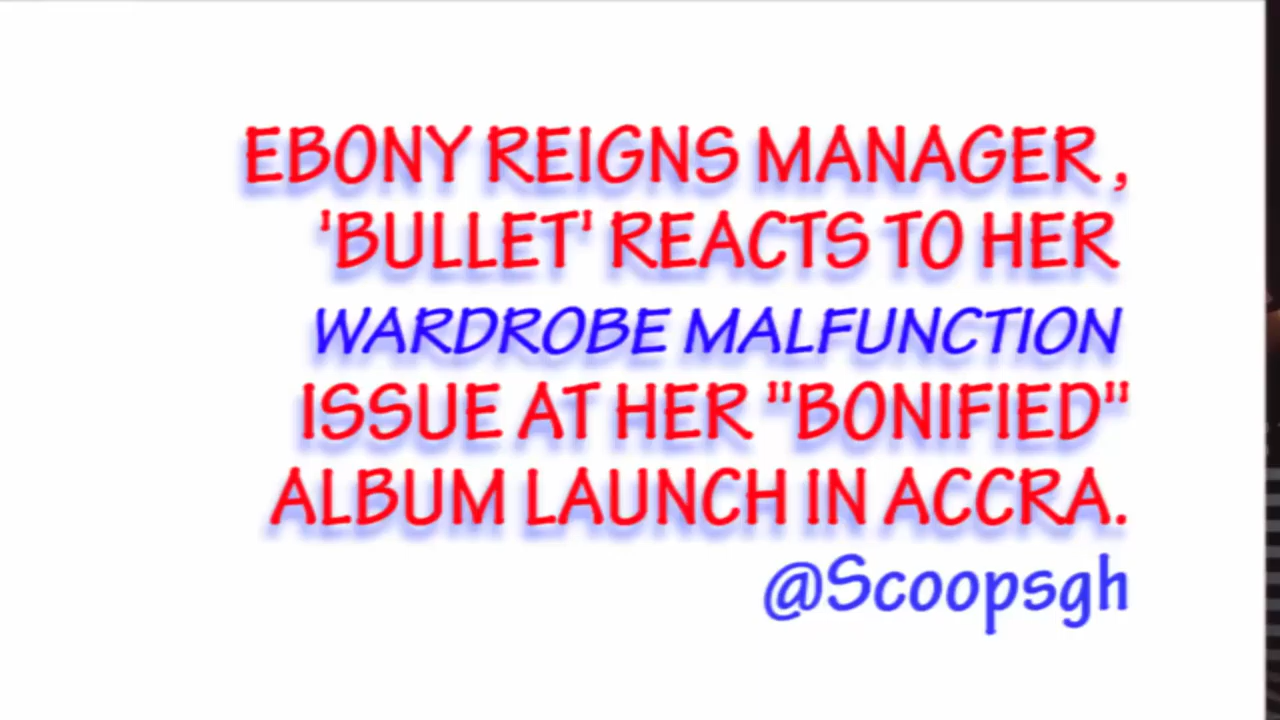 EBONY REIGNS MANAGER ,
'BULLET' REACTS TO HER
WARDROBE MALFUNCTION
ISSUE AT HER "BONIFIED"
ALBUM LAUNCH IN ACCRA.
@Scoopsgh